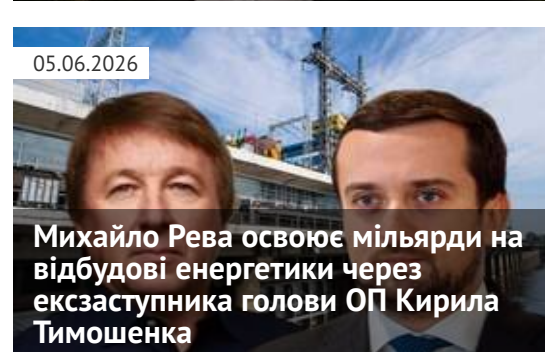 05.06.2026
Михайло Рева освоює мільярди на
відбудові енергетики через
ексзаступника голови ОП Кирила
Тимошенка